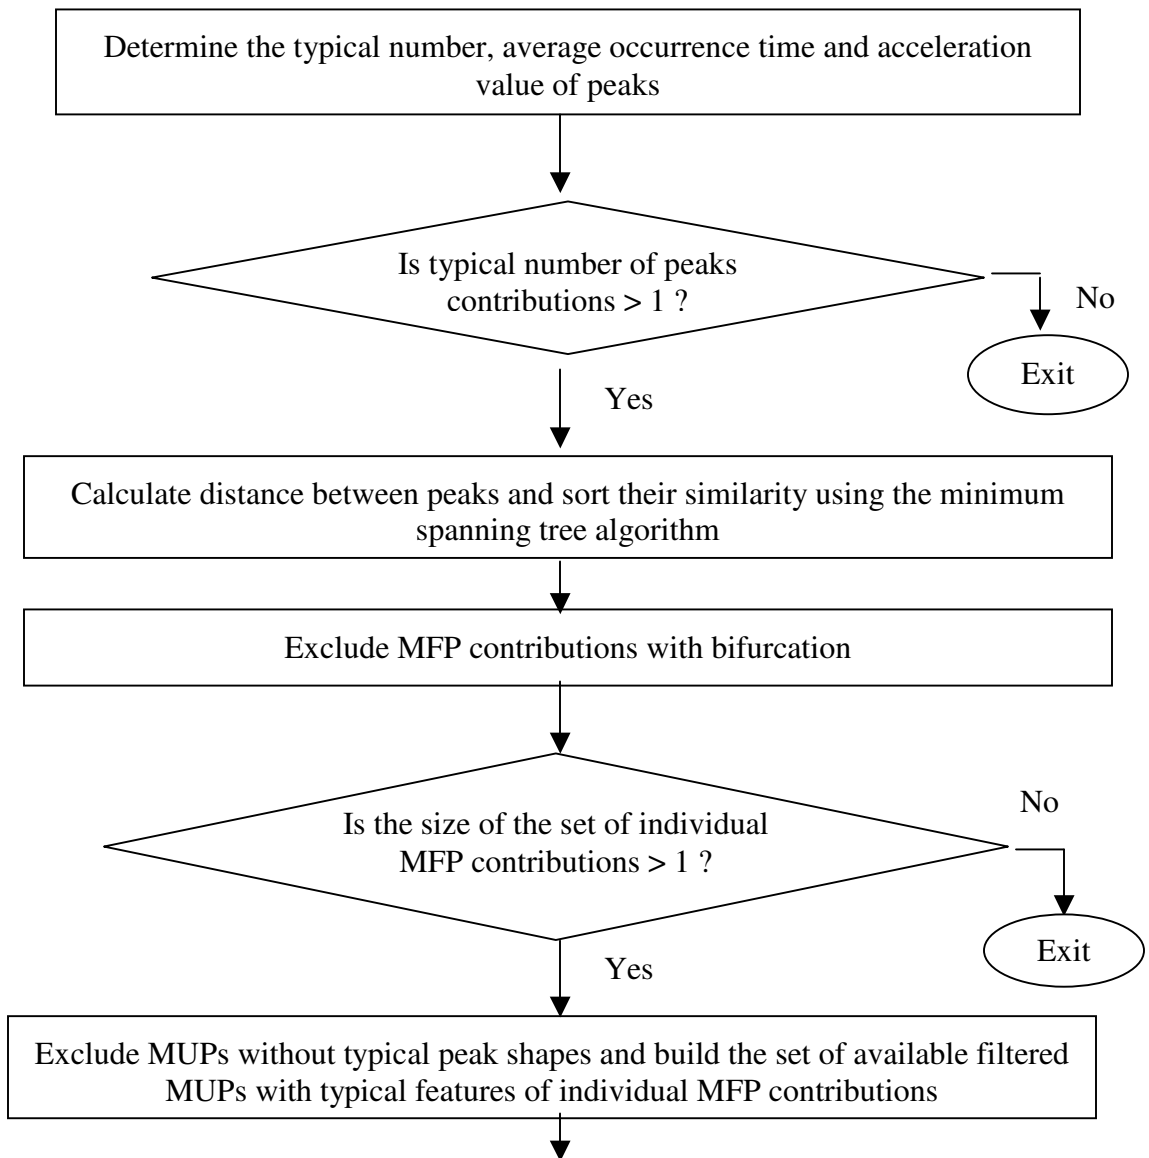 Determine the typical number, average occurrence time and acceleration
value of peaks
Is typical number of peaks
contributions > 1 ?
No
Exit
Yes
Calculate distance between peaks and sort their similarity using the minimum
spanning tree algorithm
Exclude MFP contributions with bifurcation
Is the size of the set of individual
MFP contributions > 1 ?
No
Exit
Yes
Exclude MUPs without typical peak shapes and build the set of available filtered
MUPs with typical features of individual MFP contributions